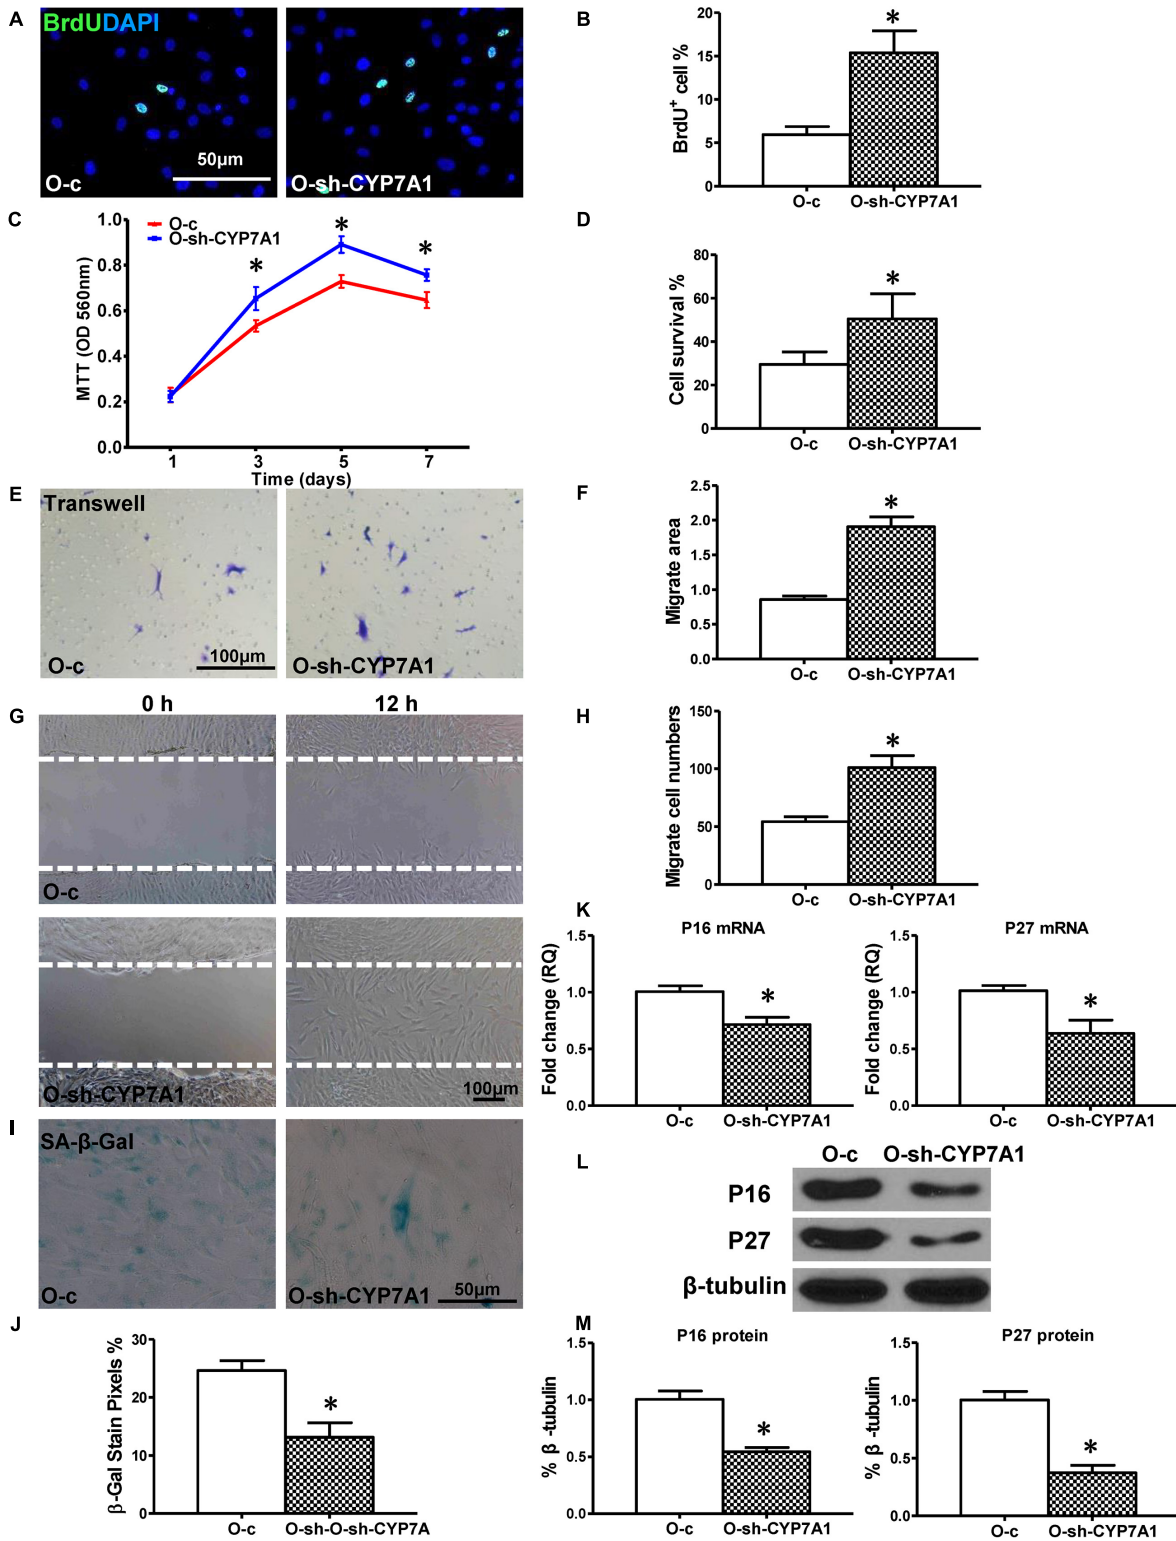 A
BrdUDAPI
O-c
50μm
O-sh-CYP7A1
B
BrdU+ cell %
20
15
10
5
0
O-c
O-sh-CYP7A1
*
C
MTT (OD 560nm)
1.0
0.8
0.6
0.4
0.2
0.0
O-c
O-sh-CYP7A1
*
*
*
1 3 5 7
Time (days)
D
Cell survival %
80
60
40
20
0
*
O-c
O-sh-CYP7A1
E
Transwell
O-c
100μm
O-sh-CYP7A1
F
Migrate area
2.5
2.0
1.5
1.0
0.5
0.0
*
O-c
O-sh-CYP7A1
G
0 h
12 h
O-c
O-sh-CYP7A1
100μm
H
Migrate cell numbers
150
100
50
0
*
O-c
O-sh-CYP7A1
I
SA-β-Gal
O-c
O-sh-CYP7A1
50μm
J
β-Gal Stain Pixels %
30
20
10
0
*
O-c
O-sh-O-sh-CYP7A
K
P16 mRNA
Fold change (RQ)
1.5
1.0
0.5
0.0
*
O-c
O-sh-CYP7A1
P27 mRNA
Fold change (RQ)
1.5
1.0
0.5
0.0
*
O-c
O-sh-CYP7A1
L
O-c O-sh-CYP7A1
P16
P27
β-tubulin
M
P16 protein
% β -tubulin
1.5
1.0
0.5
0.0
*
O-c
O-sh-CYP7A1
P27 protein
% β -tubulin
1.5
1.0
0.5
0.0
*
O-c
O-sh-CYP7A1